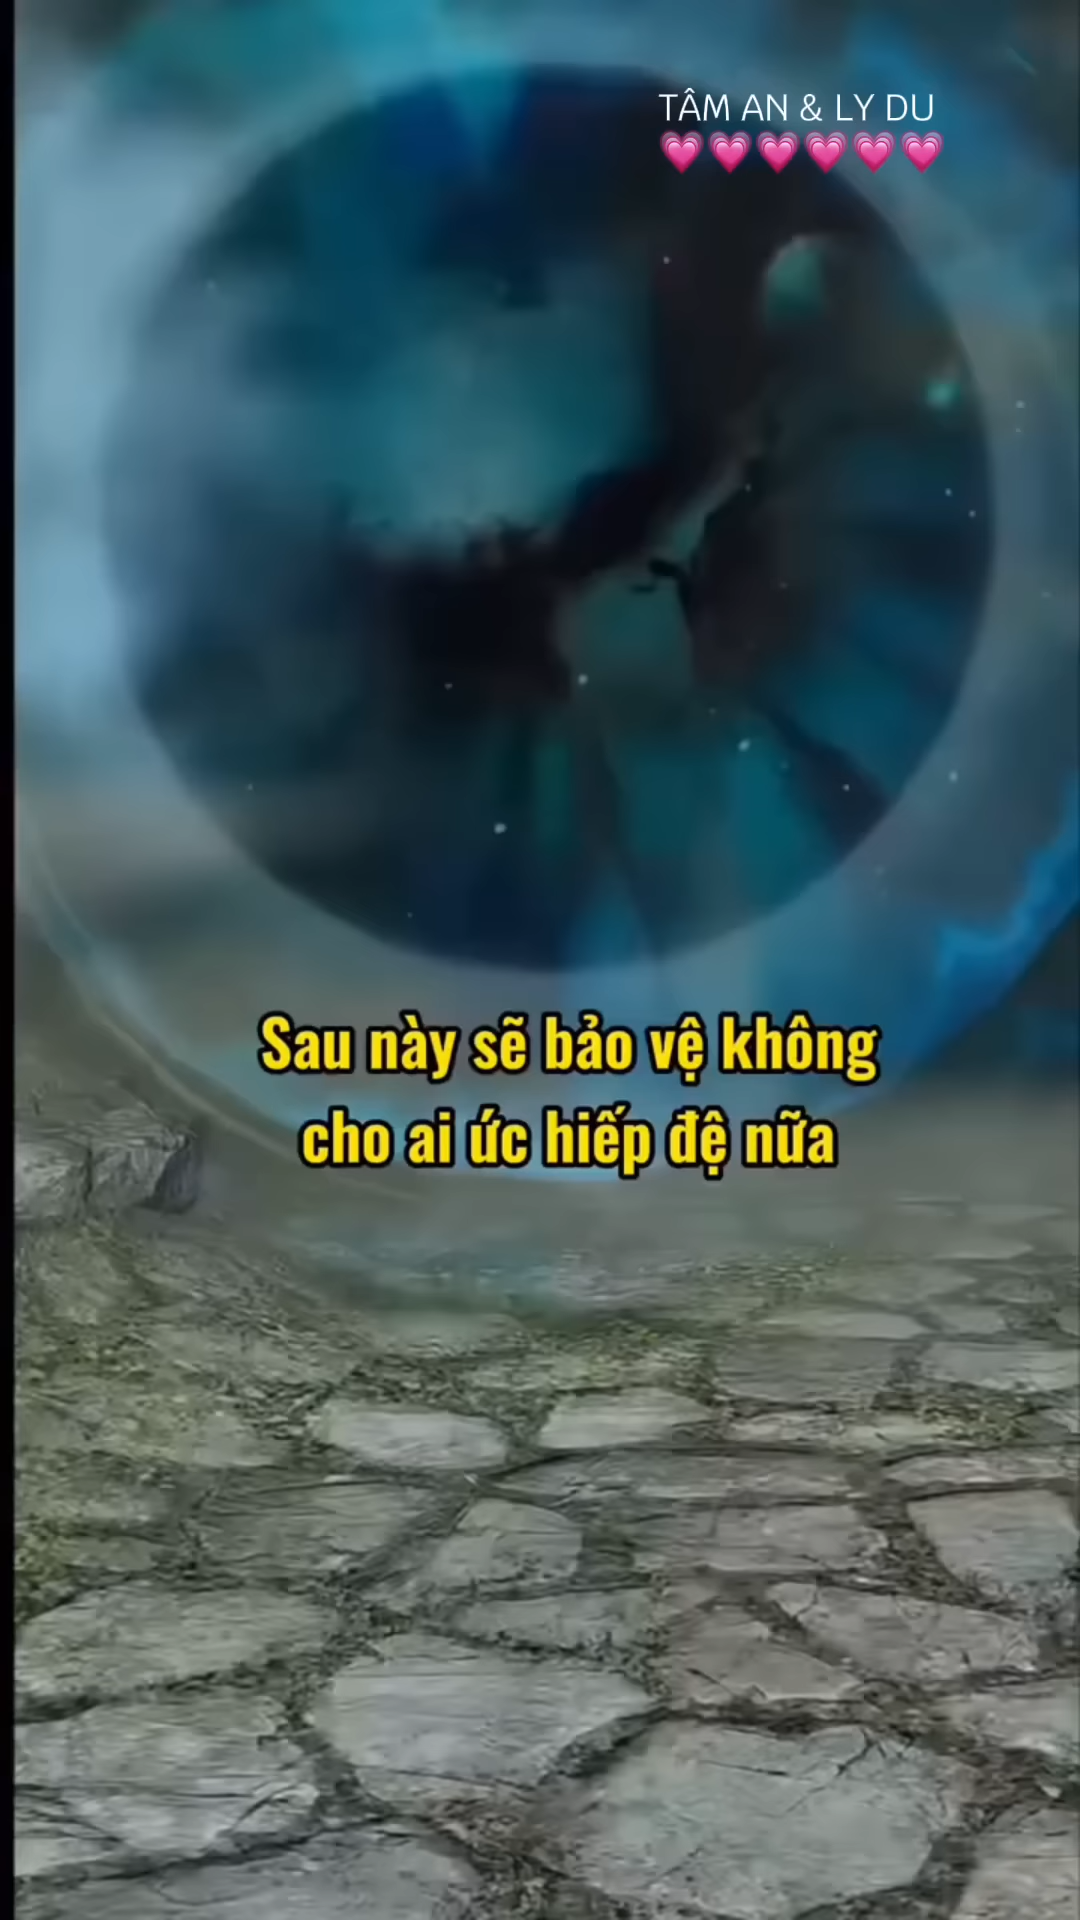 TÂM AN & LY DU
💗💗💗💗💗💗
Sau này sẽ bảo vệ không
cho ai ức hiếp đệ nữa